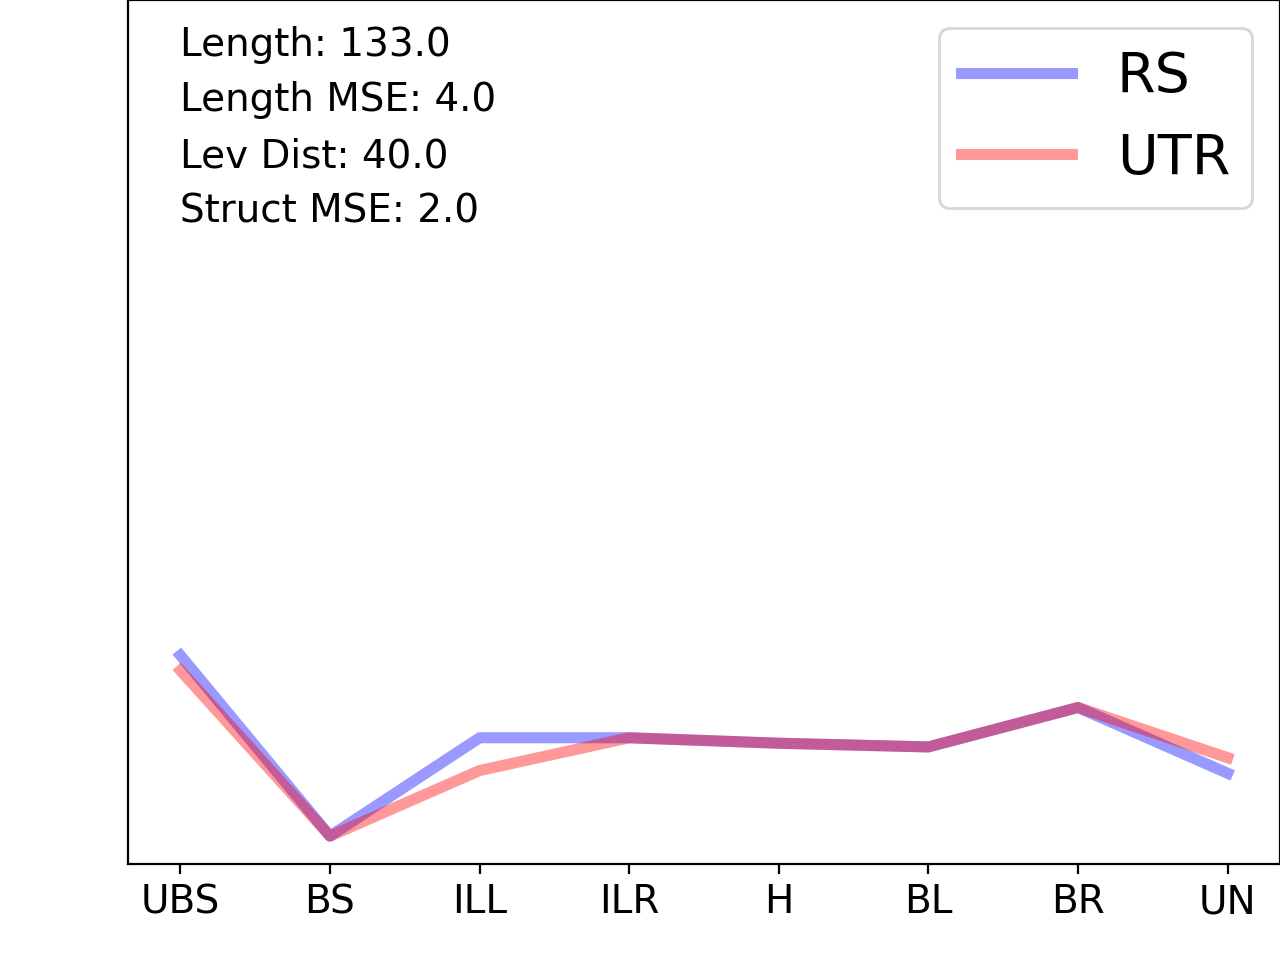 Length: 133.0
Length MSE: 4.0
Lev Dist: 40.0
Struct MSE: 2.0
RS
UTR
UBS BS ILL ILR H BL BR UN